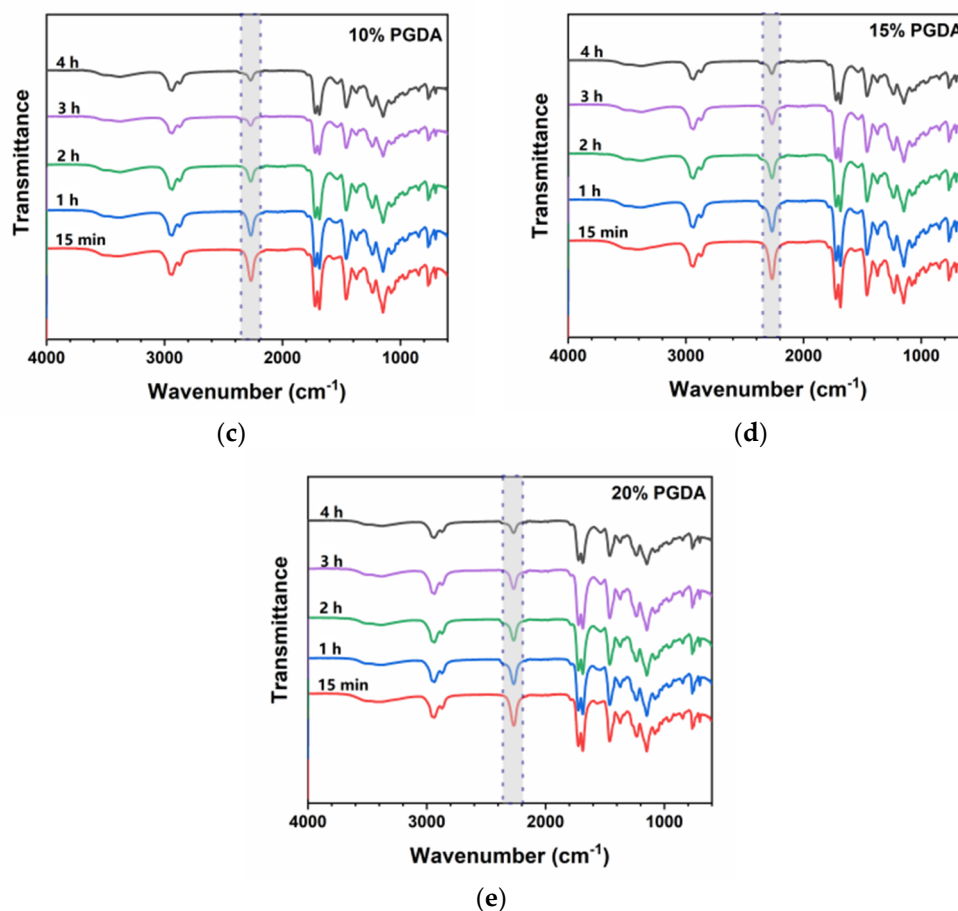 10% PGDA
4 h
3 h
2 h
1 h
15 min
Transmittance
4000 3000 2000 1000
Wavenumber (cm-1)
(c)
15% PGDA
4 h
3 h
2 h
1 h
15 min
Transmittance
4000 3000 2000 1000
Wavenumber (cm-1)
(d)
20% PGDA
4 h
3 h
2 h
1 h
15 min
Transmittance
4000 3000 2000 1000
Wavenumber (cm-1)
(e)